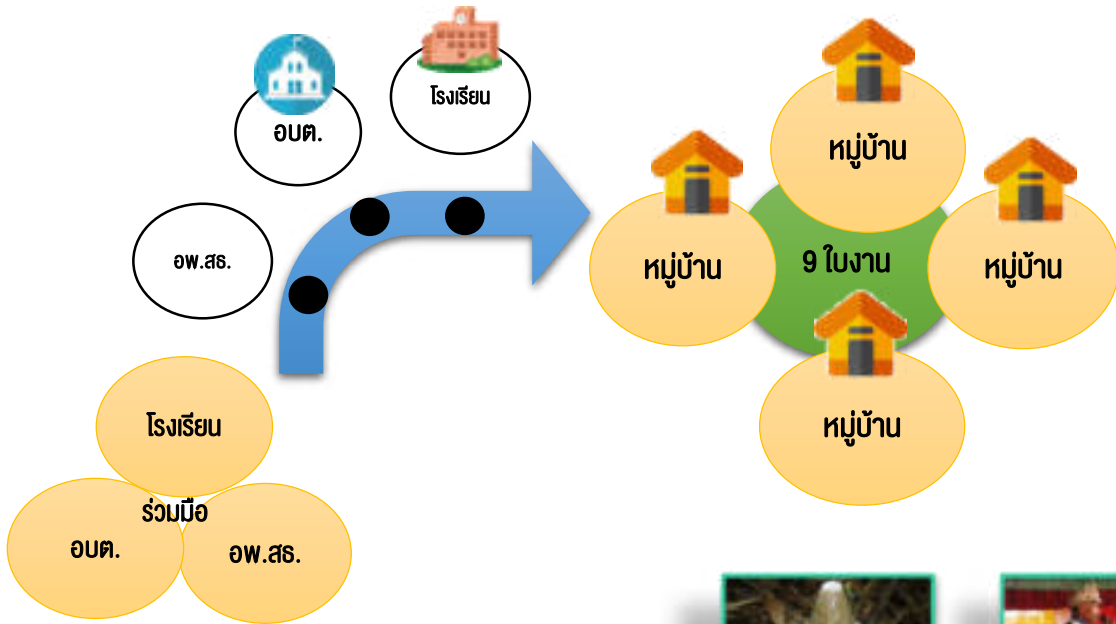 โรงเรียน
อบต.
หมู่บ้าน
อพ.สธ.
หมู่บ้าน
9 ใบงาน
หมู่บ้าน
โรงเรียน
หมู่บ้าน
ร่วมมือ
อบต.
อพ.สธ.